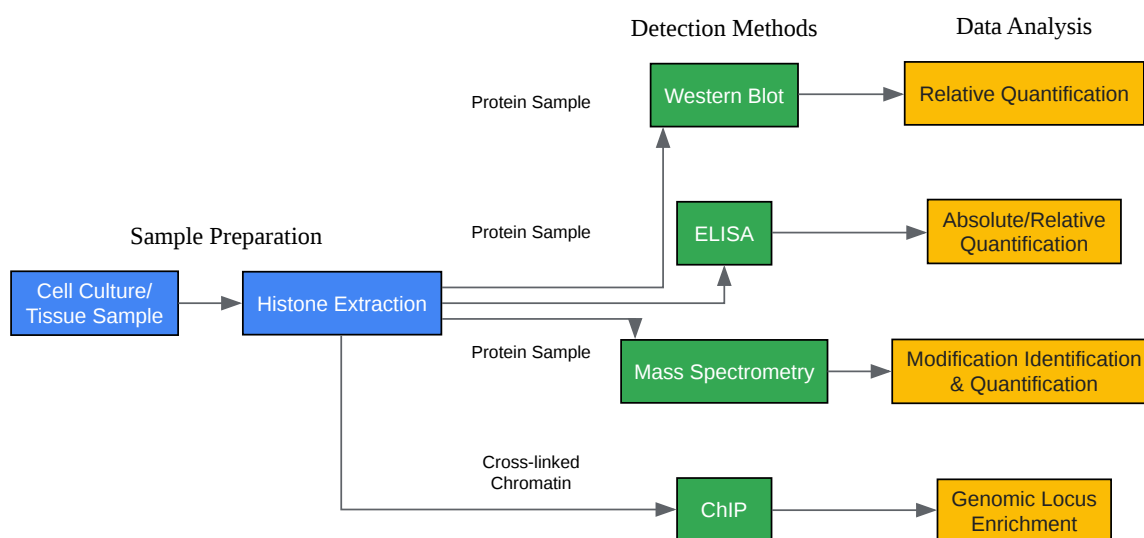 Detection Methods
Data Analysis
Protein Sample
Western Blot
Relative Quantification
Sample Preparation
Protein Sample
ELISA
Absolute/Relative
Quantification
Cell Culture/
Tissue Sample
Histone Extraction
Protein Sample
Mass Spectrometry
Modification Identification
& Quantification
Cross-linked
Chromatin
ChIP
Genomic Locus
Enrichment